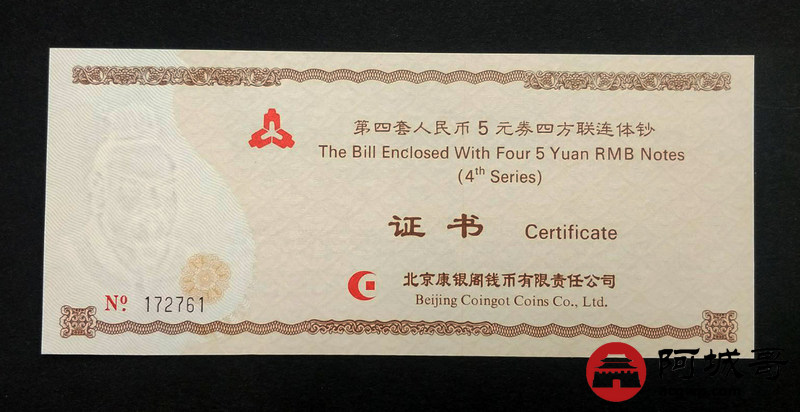 第四套人民币5元券四方联连体钞
The Bill Enclosed With Four 5 Yuan RMB Notes
(4th Series)
证书 Certificate
北京康银阁钱币有限责任公司
Beijing Coingot Coins Co., Ltd.
Nº. 172761
阿城哥